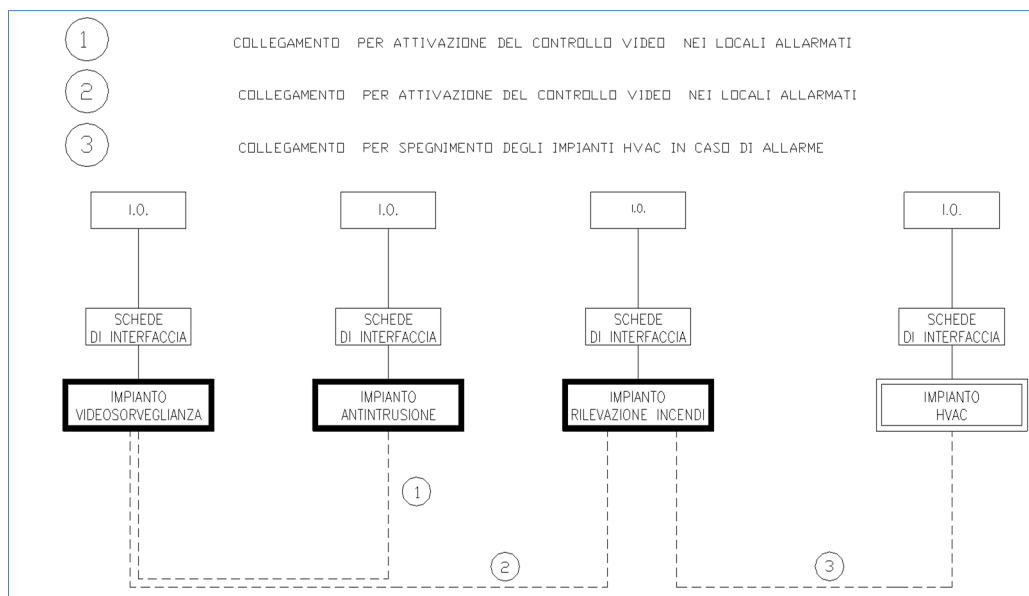 1 COLLEGAMENTO PER ATTIVAZIONE DEL CONTROLLO VIDEO NEI LOCALI ALLARMATI
2 COLLEGAMENTO PER ATTIVAZIONE DEL CONTROLLO VIDEO NEI LOCALI ALLARMATI
3 COLLEGAMENTO PER SPEGNIMENTO DEGLI IMPIANTI HVAC IN CASO DI ALLARME
I.O.
I.O.
I.O.
I.O.
SCHEDE
DI INTERFACCIA
SCHEDE
DI INTERFACCIA
SCHEDE
DI INTERFACCIA
SCHEDE
DI INTERFACCIA
IMPIANTO
VIDEOSORVEGLIANZA
IMPIANTO
ANTINTRUSIONE
IMPIANTO
RILEVAZIONE INCENDI
IMPIANTO
HVAC
1
2
3